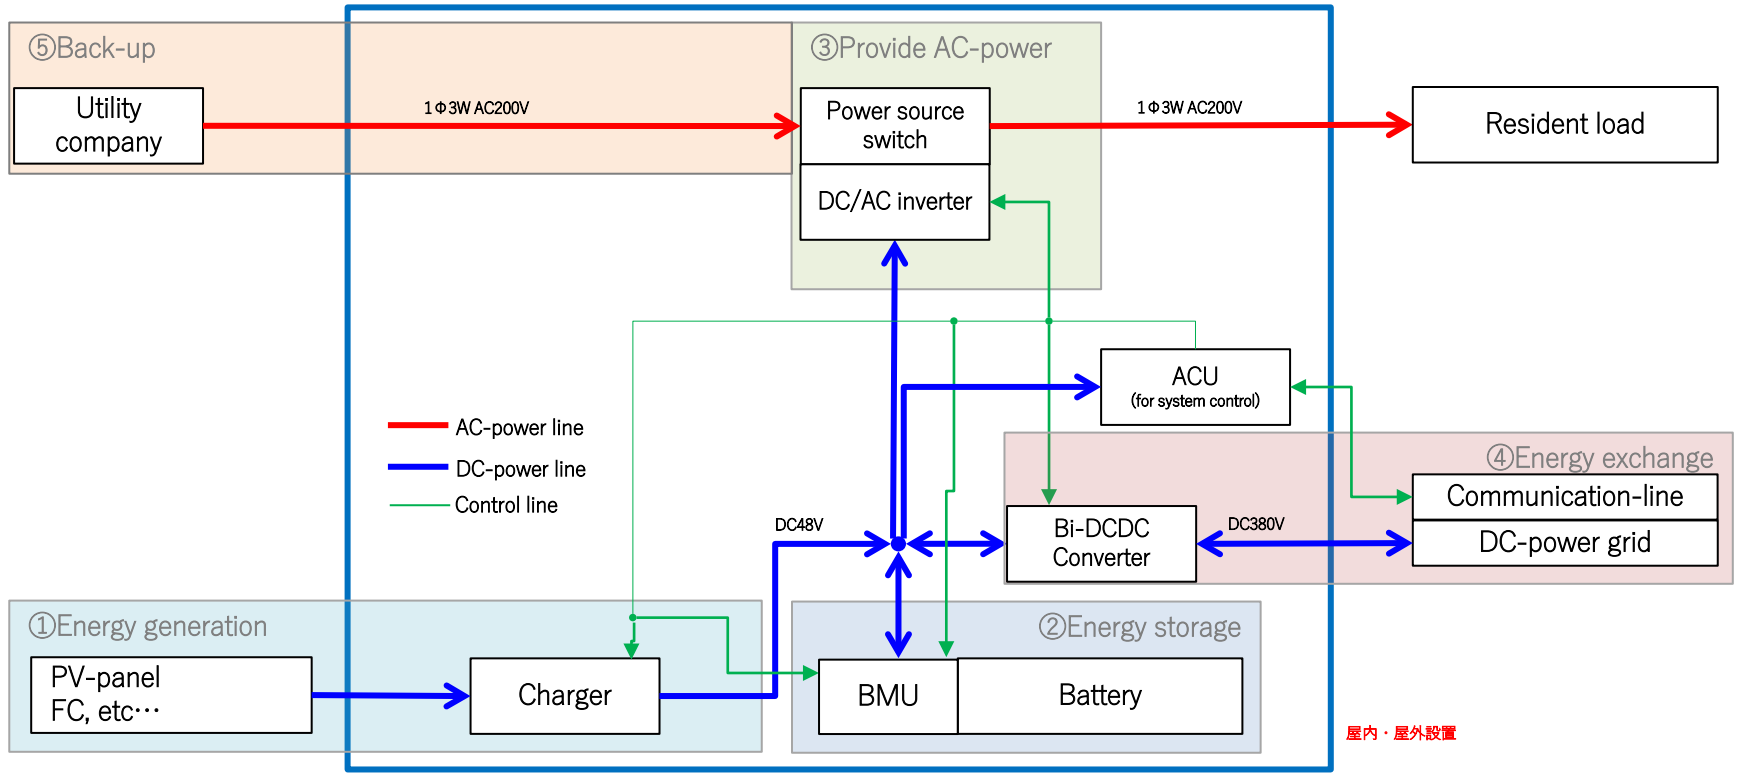 ⑤Back-up
③Provide AC-power
Utility
company
1Φ3W AC200V
Power source
switch
1Φ3W AC200V
Resident load
DC/AC inverter
ACU
(for system control)
AC-power line
DC-power line
Control line
④Energy exchange
Communication-line
DC48V
Bi-DCDC
Converter
DC380V
DC-power grid
①Energy generation
②Energy storage
PV-panel
FC, etc…
Charger
BMU
Battery
屋内・屋外設置